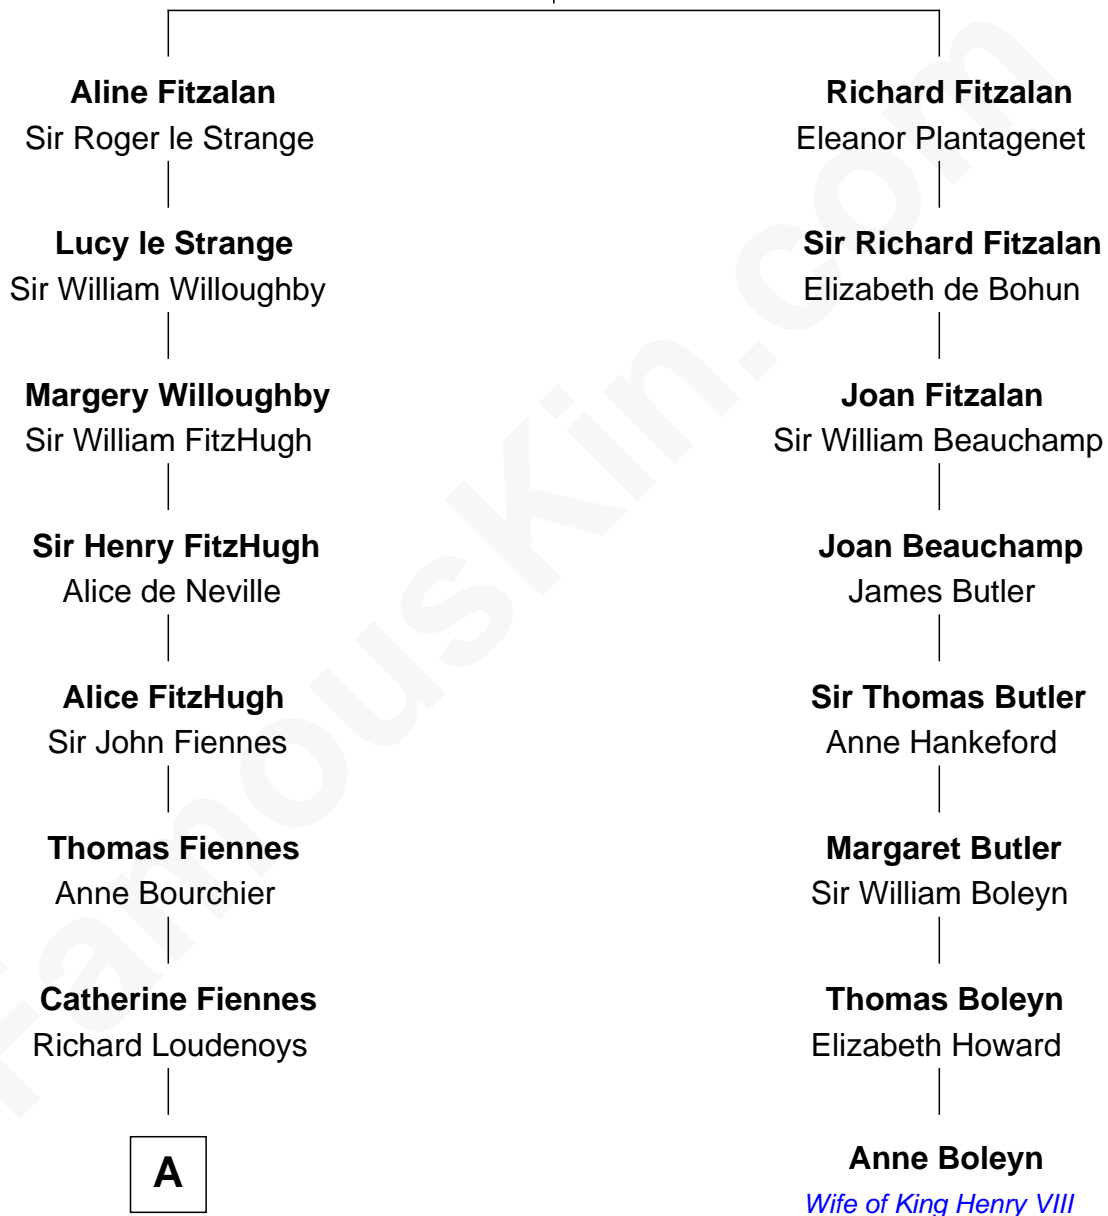 Aline Fitzalan
Sir Roger le Strange
Lucy le Strange
Sir William Willoughby
Margery Willoughby
Sir William FitzHugh
Sir Henry FitzHugh
Alice de Neville
Alice FitzHugh
Sir John Fiennes
Thomas Fiennes
Anne Bourchier
Catherine Fiennes
Richard Loudenoys
A
Richard Fitzalan
Eleanor Plantagenet
Sir Richard Fitzalan
Elizabeth de Bohun
Joan Fitzalan
Sir William Beauchamp
Joan Beauchamp
James Butler
Sir Thomas Butler
Anne Hankeford
Margaret Butler
Sir William Boleyn
Thomas Boleyn
Elizabeth Howard
Anne Boleyn
Wife of King Henry VIII
FamousKin.com